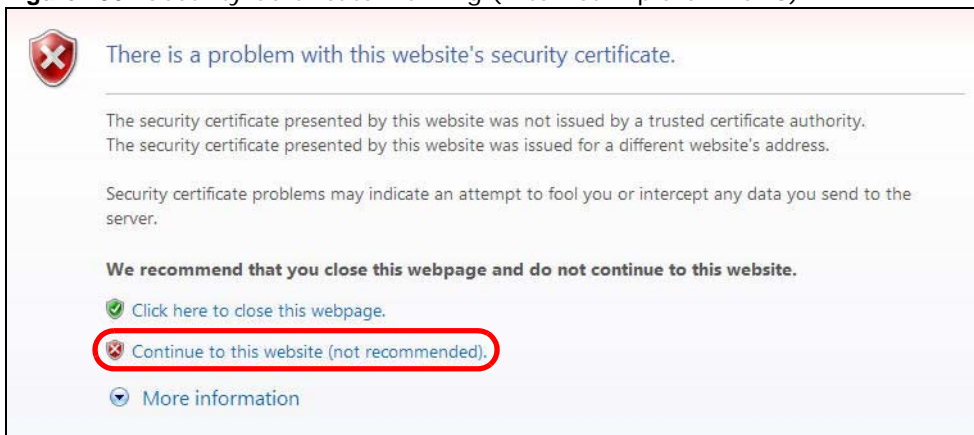 There is a problem with this website's security certificate.
The security certificate presented by this website was not issued by a trusted certificate authority.
The security certificate presented by this website was issued for a different website's address.
Security certificate problems may indicate an attempt to fool you or intercept any data you send to the
server.
We recommend that you close this webpage and do not continue to this website.
Click here to close this webpage.
Continue to this website (not recommended).
More information